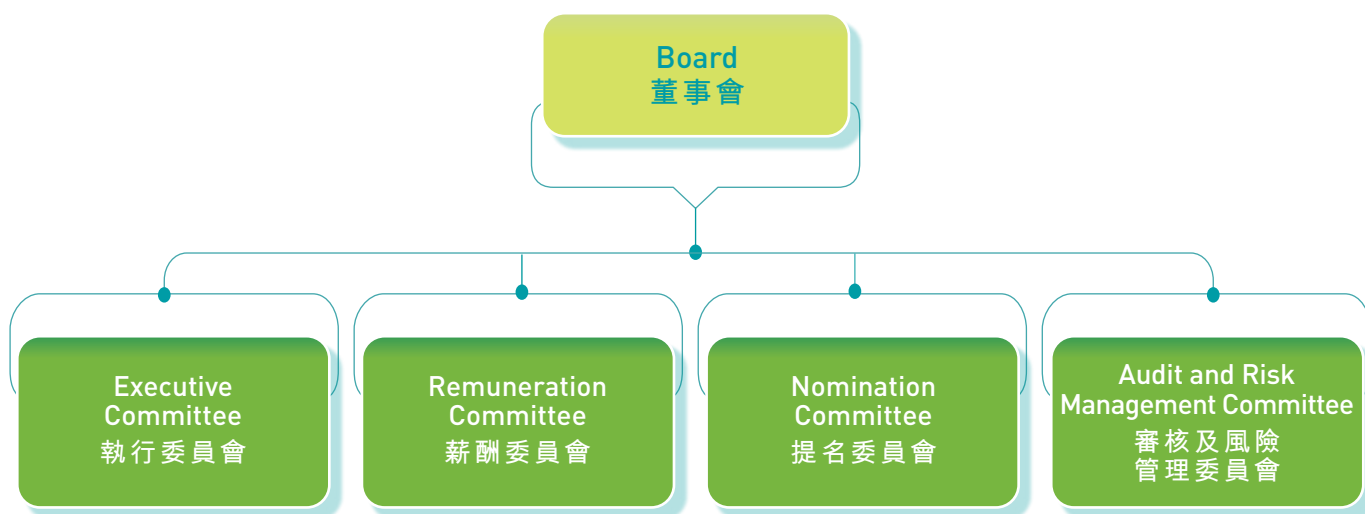 Board
董事會
Executive
Committee
執行委員會
Remuneration
Committee
薪酬委員會
Nomination
Committee
提名委員會
Audit and Risk
Management Committee
審核及風險
管理委員會